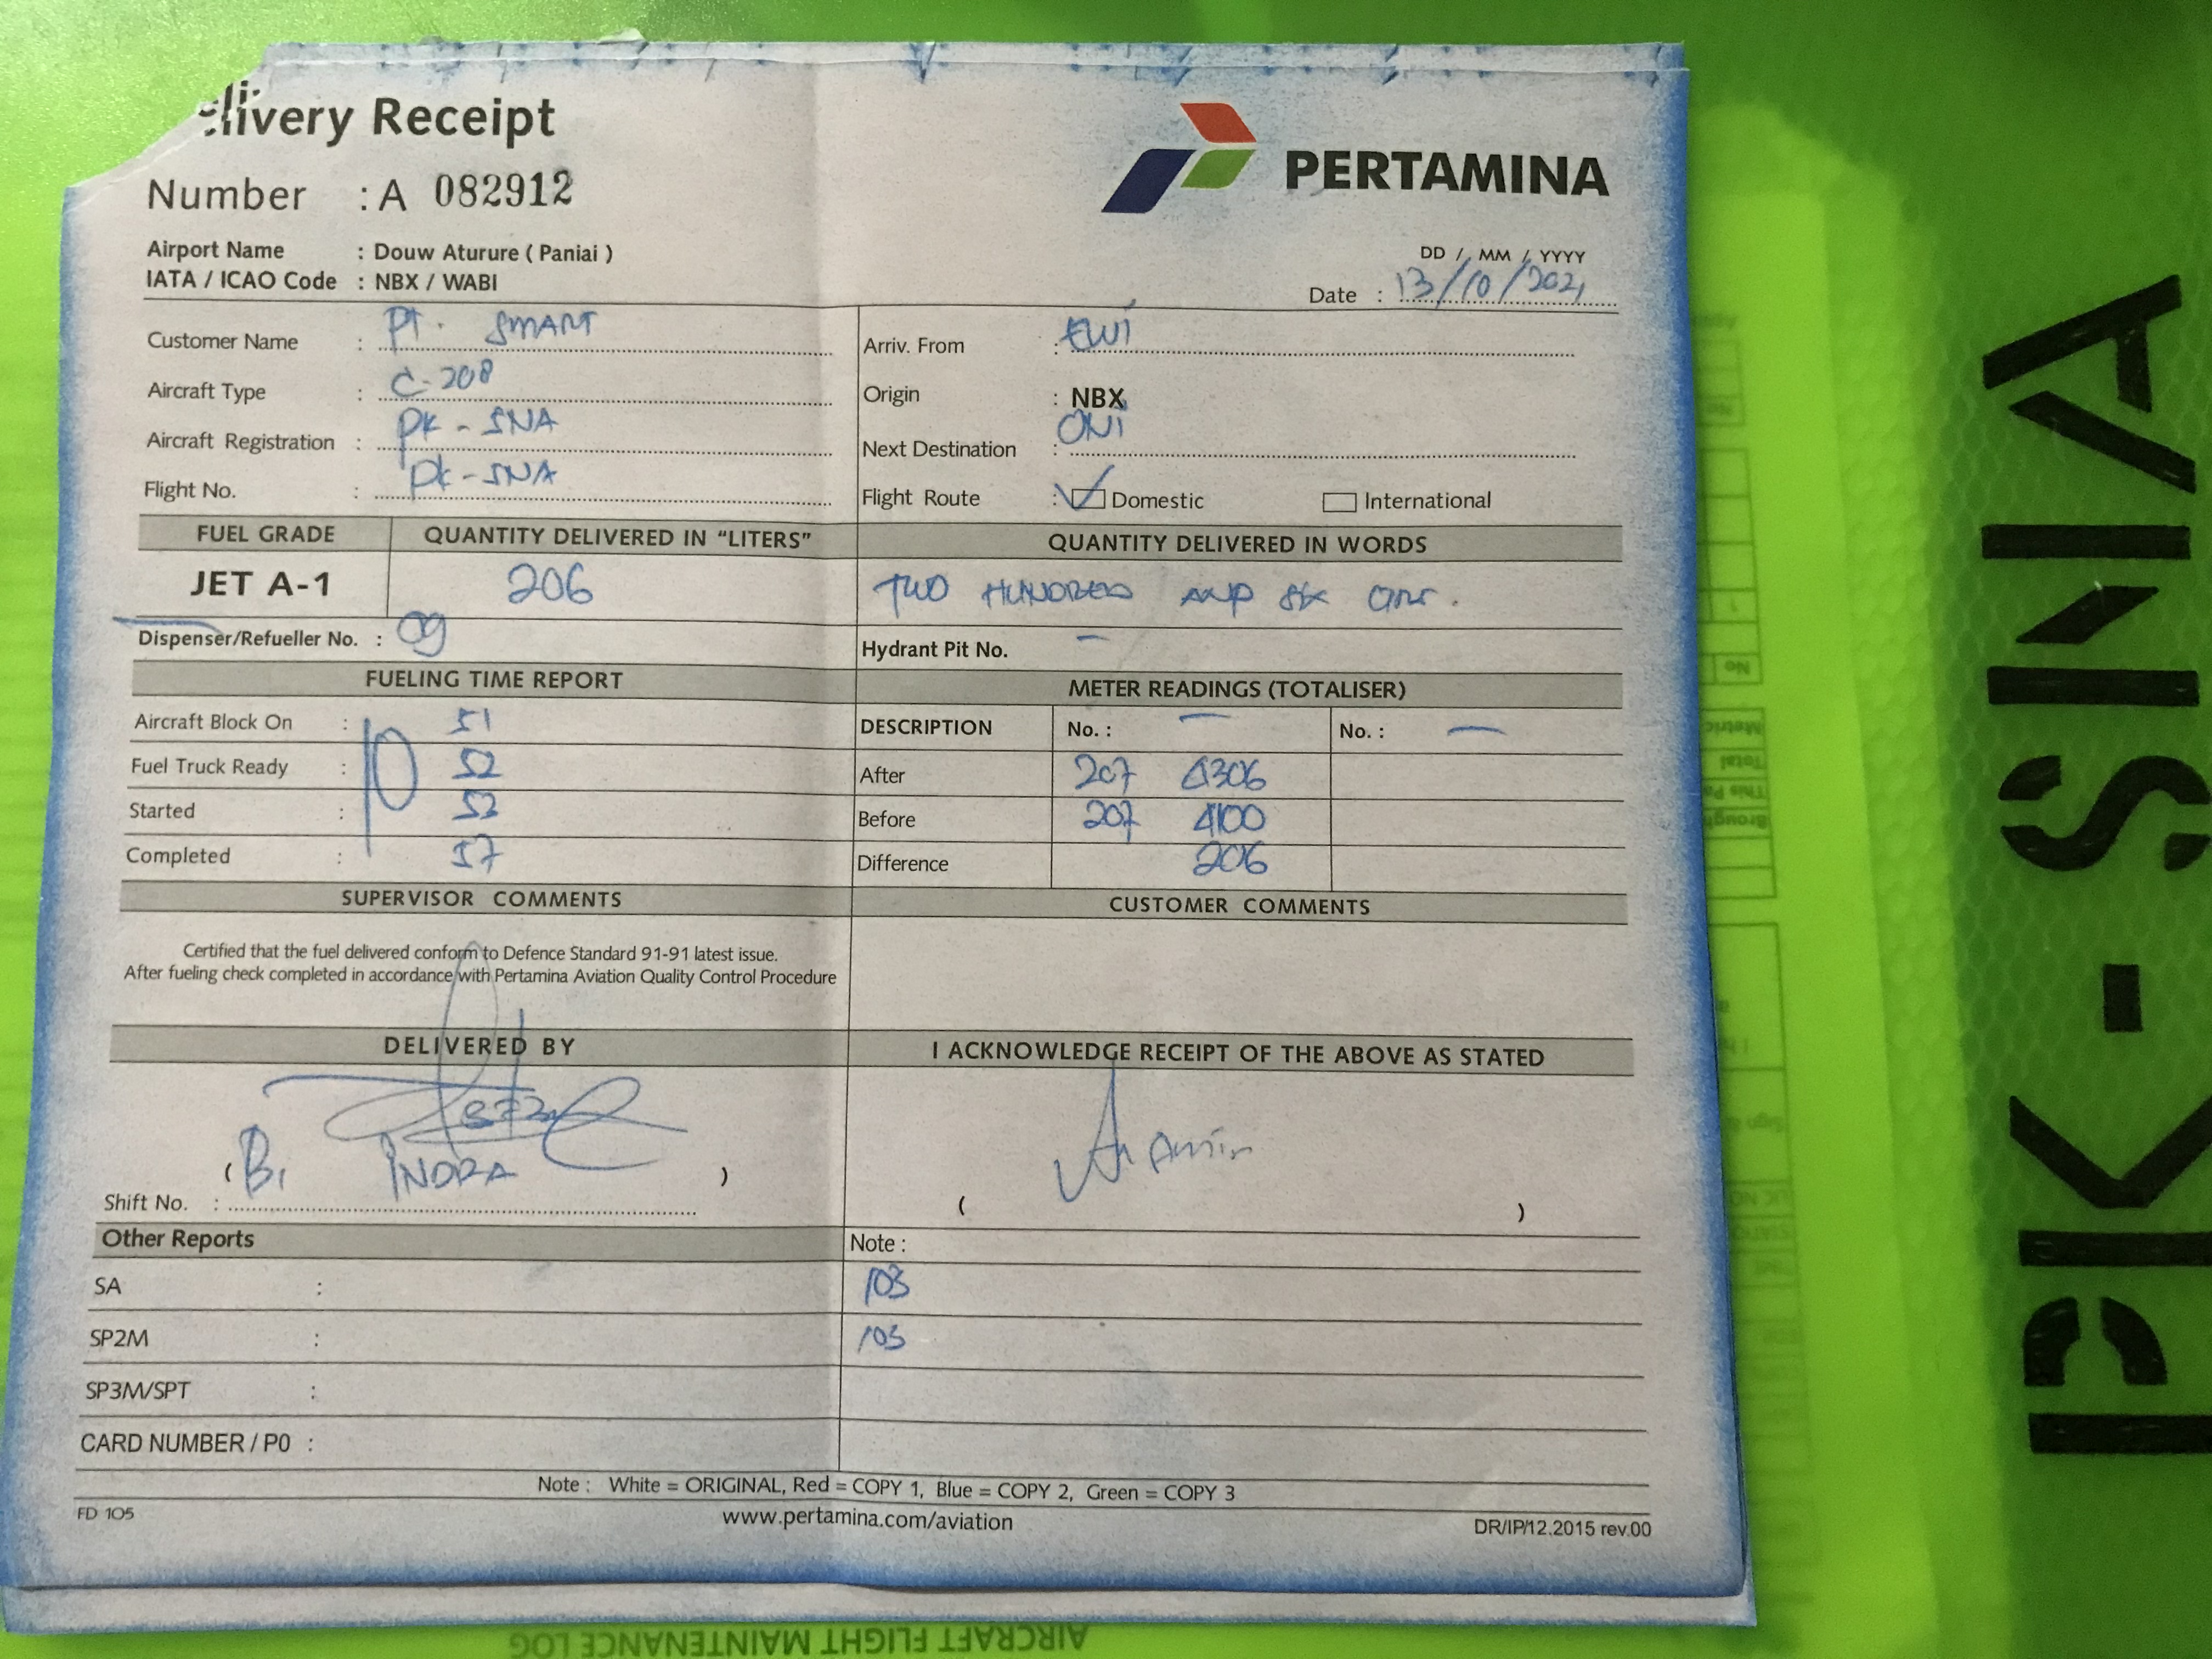 elivery Receipt
PERTAMINA
Number : A 082912
Airport Name : Douw Aturure ( Paniai )
IATA / ICAO Code : NBX / WABI
DD / MM / YYYY
Date : 13/10/2021
Customer Name : PT. SMART
Arriv. From : EWI
Aircraft Type : C-208
Origin : NBX
Aircraft Registration : PK - SNA
Next Destination : ONI
Flight No. : PK-SNA
Flight Route : Domestic International
FUEL GRADE QUANTITY DELIVERED IN "LITERS" QUANTITY DELIVERED IN WORDS
JET A-1 206 TWO HUNDRED AND SIX
Dispenser/Refueller No. : 09
Hydrant Pit No. –
FUELING TIME REPORT METER READINGS (TOTALISER)
Aircraft Block On : 51
DESCRIPTION No. : – No. : –
Fuel Truck Ready : 10 52
After 207 4306
Started : 53
Before 207 4100
Completed : 57
Difference 206
SUPERVISOR COMMENTS CUSTOMER COMMENTS
Certified that the fuel delivered conform to Defence Standard 91-91 latest issue.
After fueling check completed in accordance with Pertamina Aviation Quality Control Procedure
DELIVERED BY I ACKNOWLEDGE RECEIPT OF THE ABOVE AS STATED
( INDRA )
Shift No. :
( )
Other Reports Note :
SA : 103
SP2M : 103
SP3M/SPT :
CARD NUMBER / P0 :
Note : White = ORIGINAL, Red = COPY 1, Blue = COPY 2, Green = COPY 3
FD 105
www.pertamina.com/aviation
DR/IP/12.2015 rev.00
AIRCRAFT FLIGHT MAINTENANCE LOG
PK - SNA